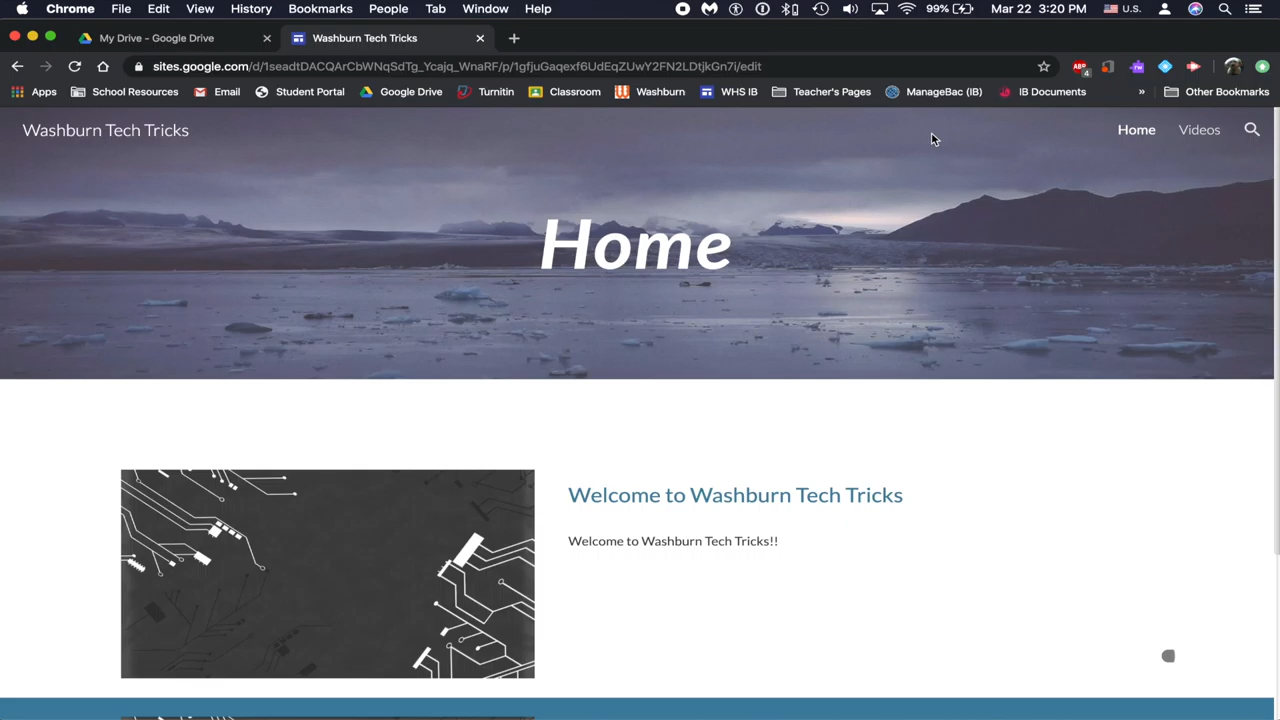 Chrome File Edit View History Bookmarks People Tab Window Help 99% Mar 22 3:20 PM U.S.
My Drive - Google Drive Washburn Tech Tricks
sites.google.com/d/1seadtDACQArCbWNqSdTg_Ycajq_WnaRF/p/1gfjuGaqexf6UdEqZUwY2FN2LDtjkGn7i/edit ABP 4
Apps School Resources Email Student Portal Google Drive Turnitin Classroom Washburn WHS IB Teacher's Pages ManageBac (IB) IB Documents » Other Bookmarks
Washburn Tech Tricks Home Videos
Home
Welcome to Washburn Tech Tricks
Welcome to Washburn Tech Tricks!!